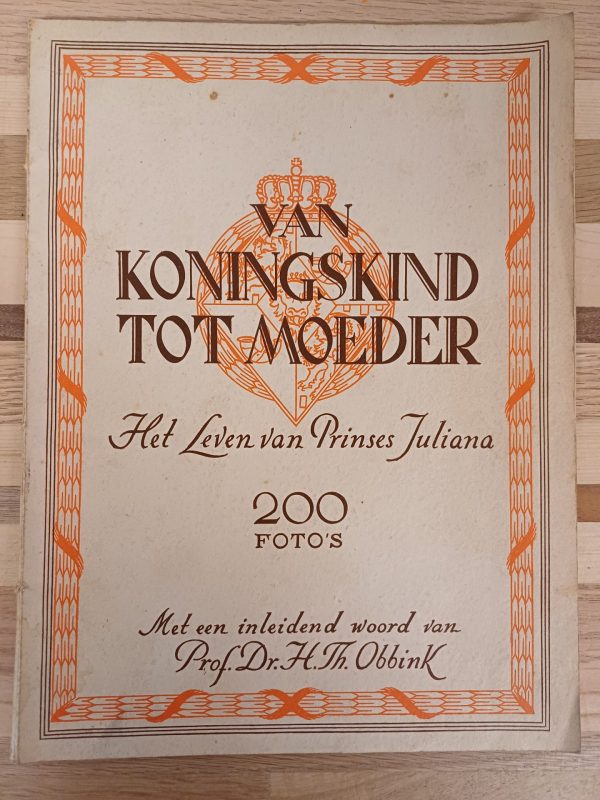 VAN
KONINGSKIND
TOT MOEDER
Het Leven van Prinses Juliana
200
FOTO'S
Met een inleidend woord van
Prof. Dr. H. Th. Obbink